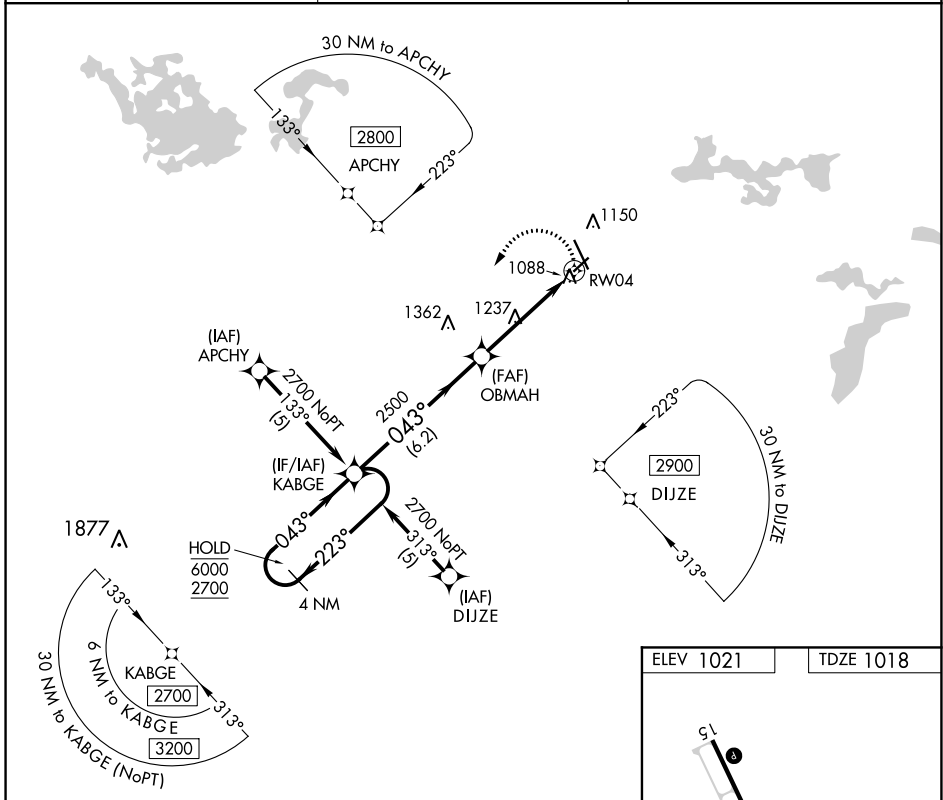 30 NM to APCHY
133°
2800
APCHY
223°
1150
1088
RW04
1362
1237
(IAF)
APCHY
2700 NoPT
133°
(5)
(FAF)
OBMAH
2500
043°
(6.2)
(IF/IAF)
KABGE
223°
2900
DIJZE
30 NM to DIJZE
313°
043°
223°
2700 NoPT
313°
(5)
(IAF)
DIJZE
1877
HOLD
6000
2700
4 NM
133°
KABGE
2700
6 NM to KABGE
313°
3200
30 NM to KABGE (NoPT)
ELEV 1021
TDZE 1018
15
P